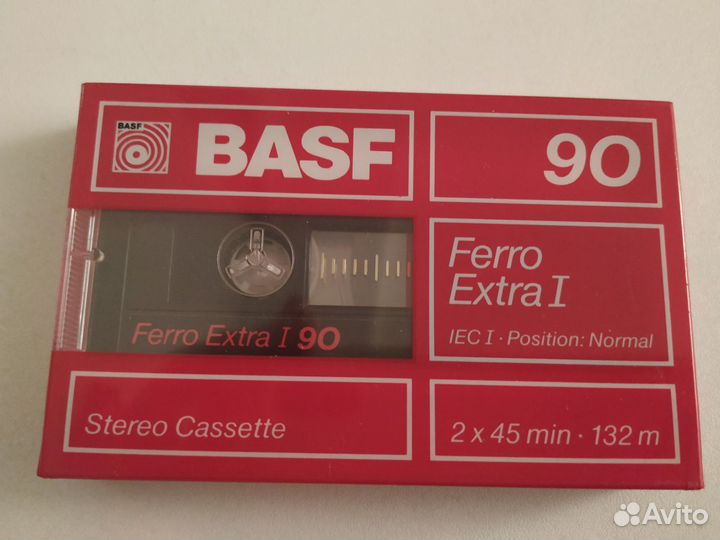 BASF
BASF
90
Ferro
Extra I
IEC I · Position: Normal
Ferro Extra I 90
Stereo Cassette
2 x 45 min · 132 m
Avito